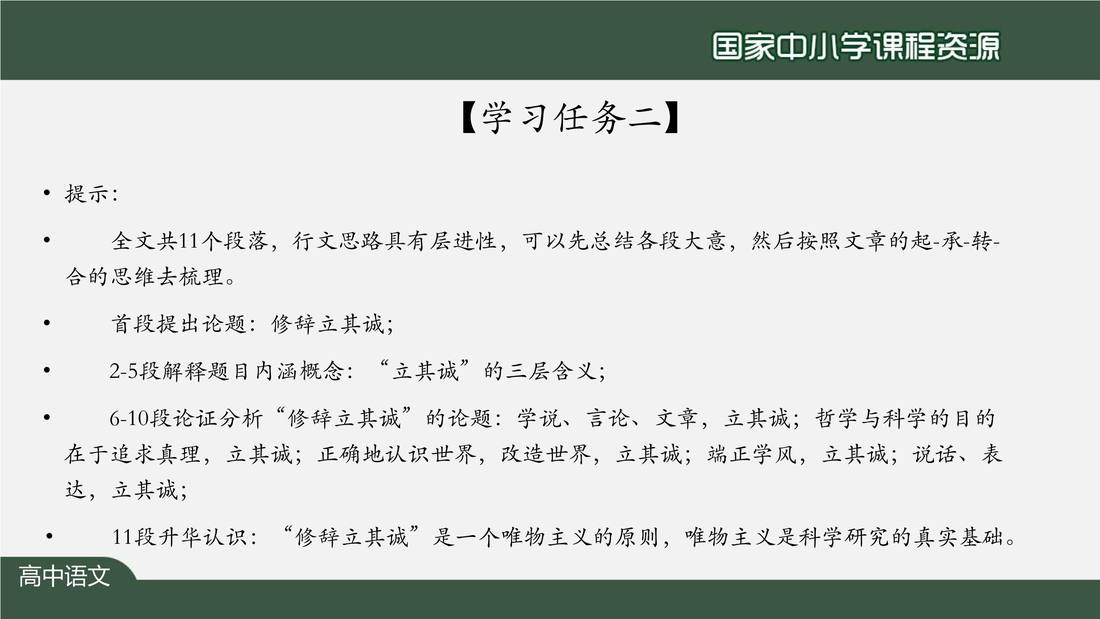 国家中小学课程资源
【学习任务二】
• 提示：
• 全文共11个段落，行文思路具有层进性，可以先总结各段大意，然后按照文章的起-承-转-
合的思维去梳理。
• 首段提出论题：修辞立其诚；
• 2-5段解释题目内涵概念：“立其诚”的三层含义；
• 6-10段论证分析“修辞立其诚”的论题：学说、言论、文章，立其诚；哲学与科学的目的
在于追求真理，立其诚；正确地认识世界，改造世界，立其诚；端正学风，立其诚；说话、表
达，立其诚；
• 11段升华认识：“修辞立其诚”是一个唯物主义的原则，唯物主义是科学研究的真实基础。
高中语文